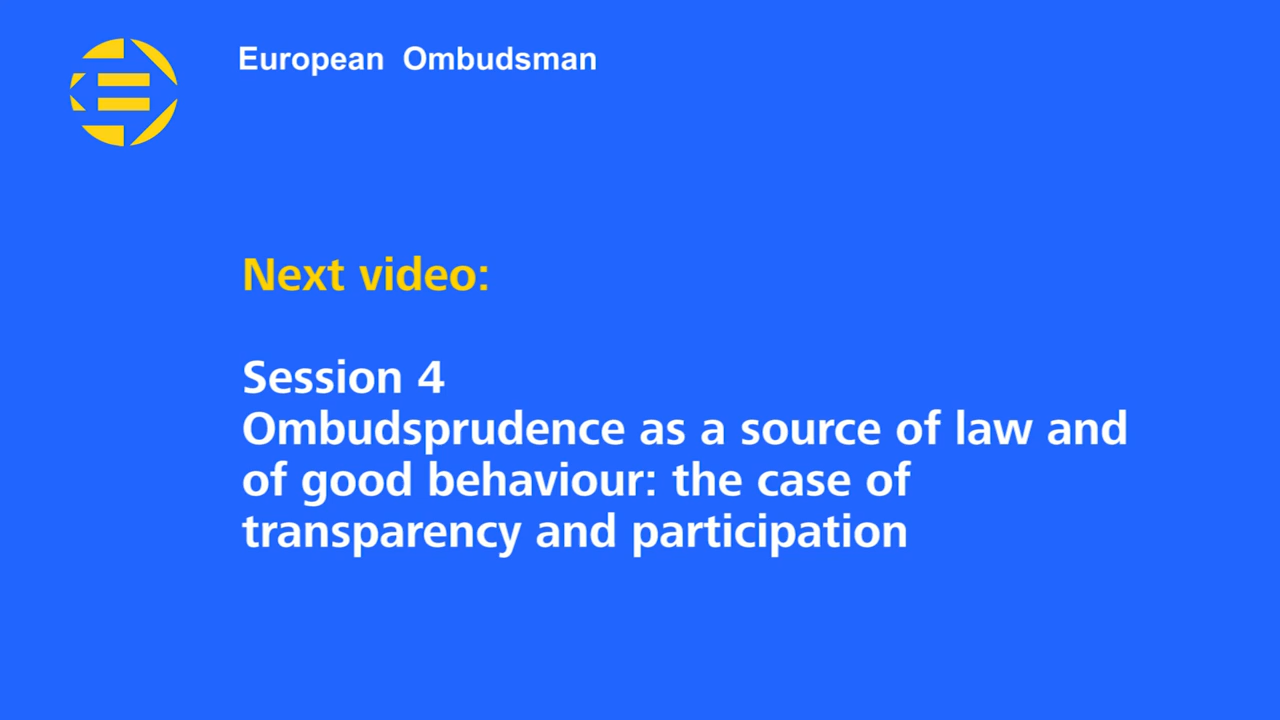 European Ombudsman
Next video:
Session 4
Ombudsprudence as a source of law and
of good behaviour: the case of
transparency and participation